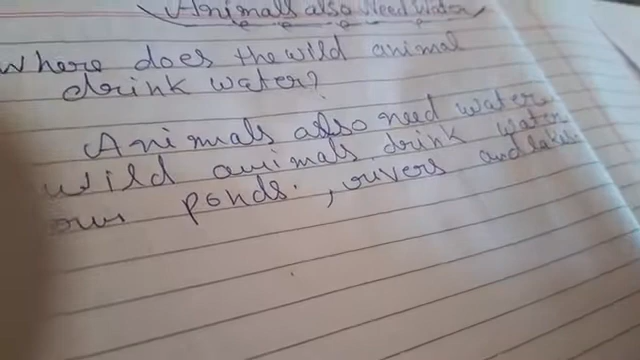 Animals also Need Water
Where does the wild animal
drink water?
Animals also need water
wild animals drink water
ponds. , rivers and lakes